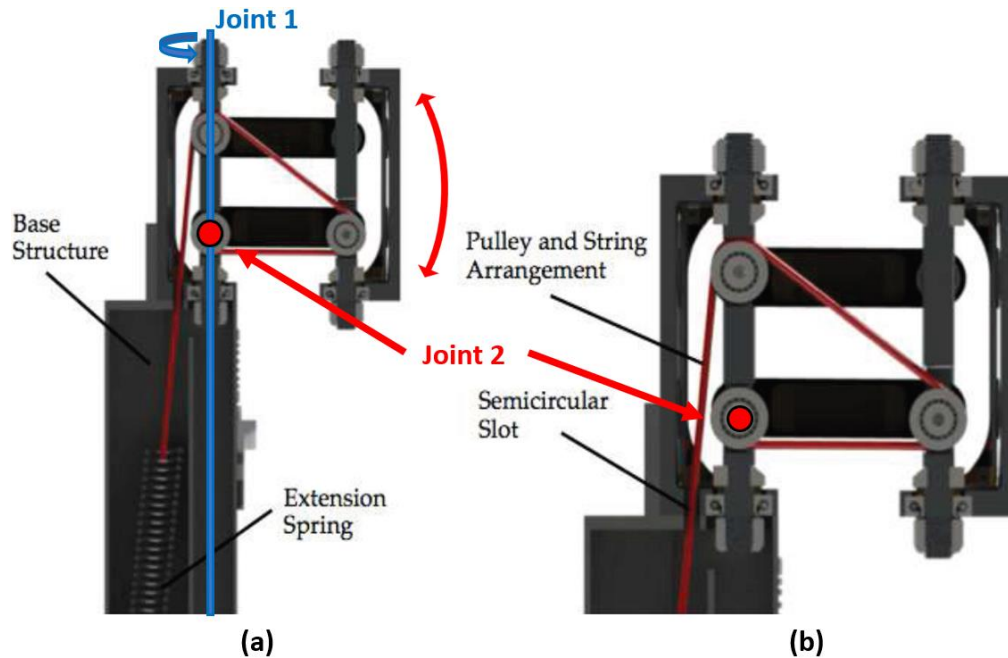 Joint 1
Base
Structure
Pulley and String
Arrangement
Joint 2
Semicircular
Slot
Extension
Spring
(a)
(b)